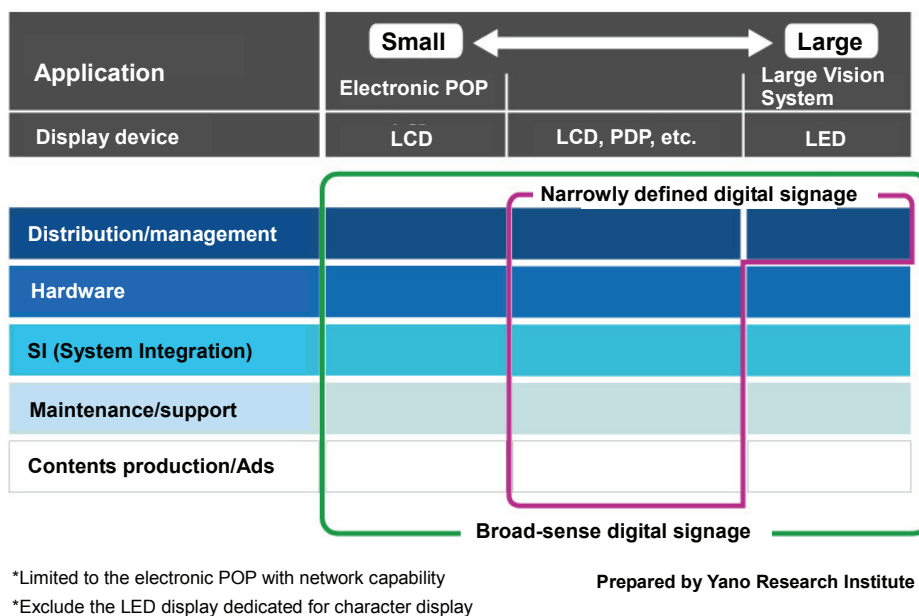 Small
Large
Application
Electronic POP
Large Vision
System
Display device
LCD
LCD, PDP, etc.
LED
Narrowly defined digital signage
Distribution/management
Hardware
SI (System Integration)
Maintenance/support
Contents production/Ads
Broad-sense digital signage
*Limited to the electronic POP with network capability
Prepared by Yano Research Institute
*Exclude the LED display dedicated for character display